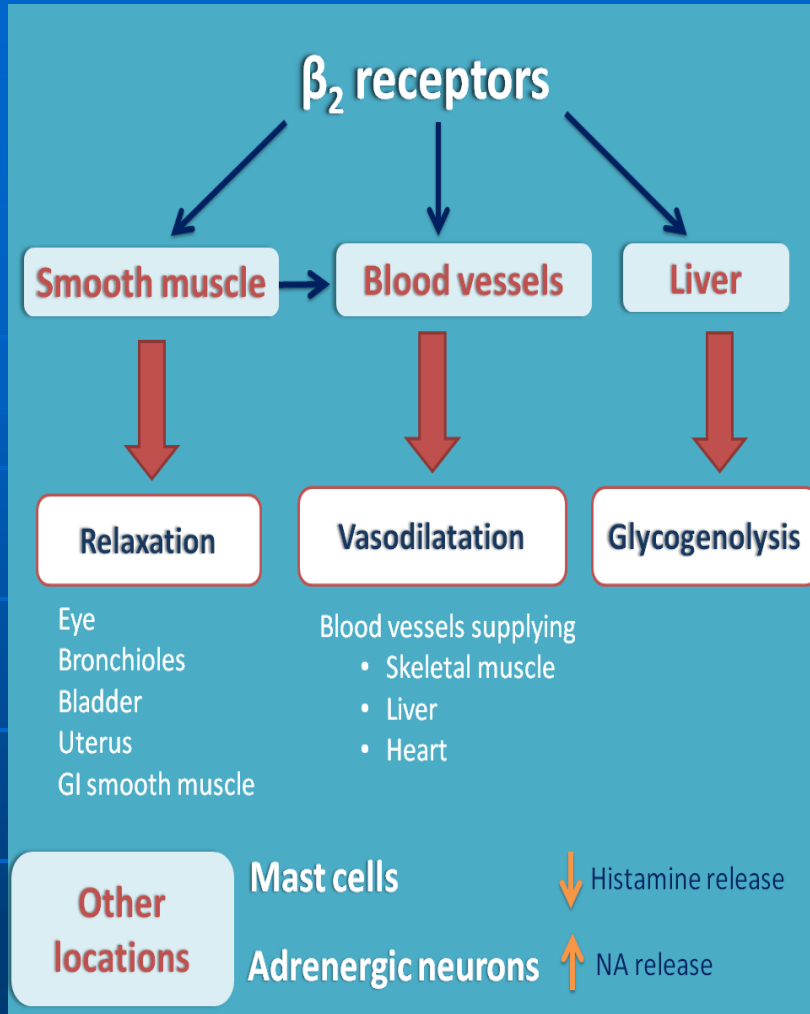 β₂ receptors
Smooth muscle
Blood vessels
Liver
Relaxation
Vasodilatation
Glycogenolysis
Eye
Bronchioles
Bladder
Uterus
GI smooth muscle
Blood vessels supplying
• Skeletal muscle
• Liver
• Heart
Other
locations
Mast cells
Histamine release
Adrenergic neurons
NA release